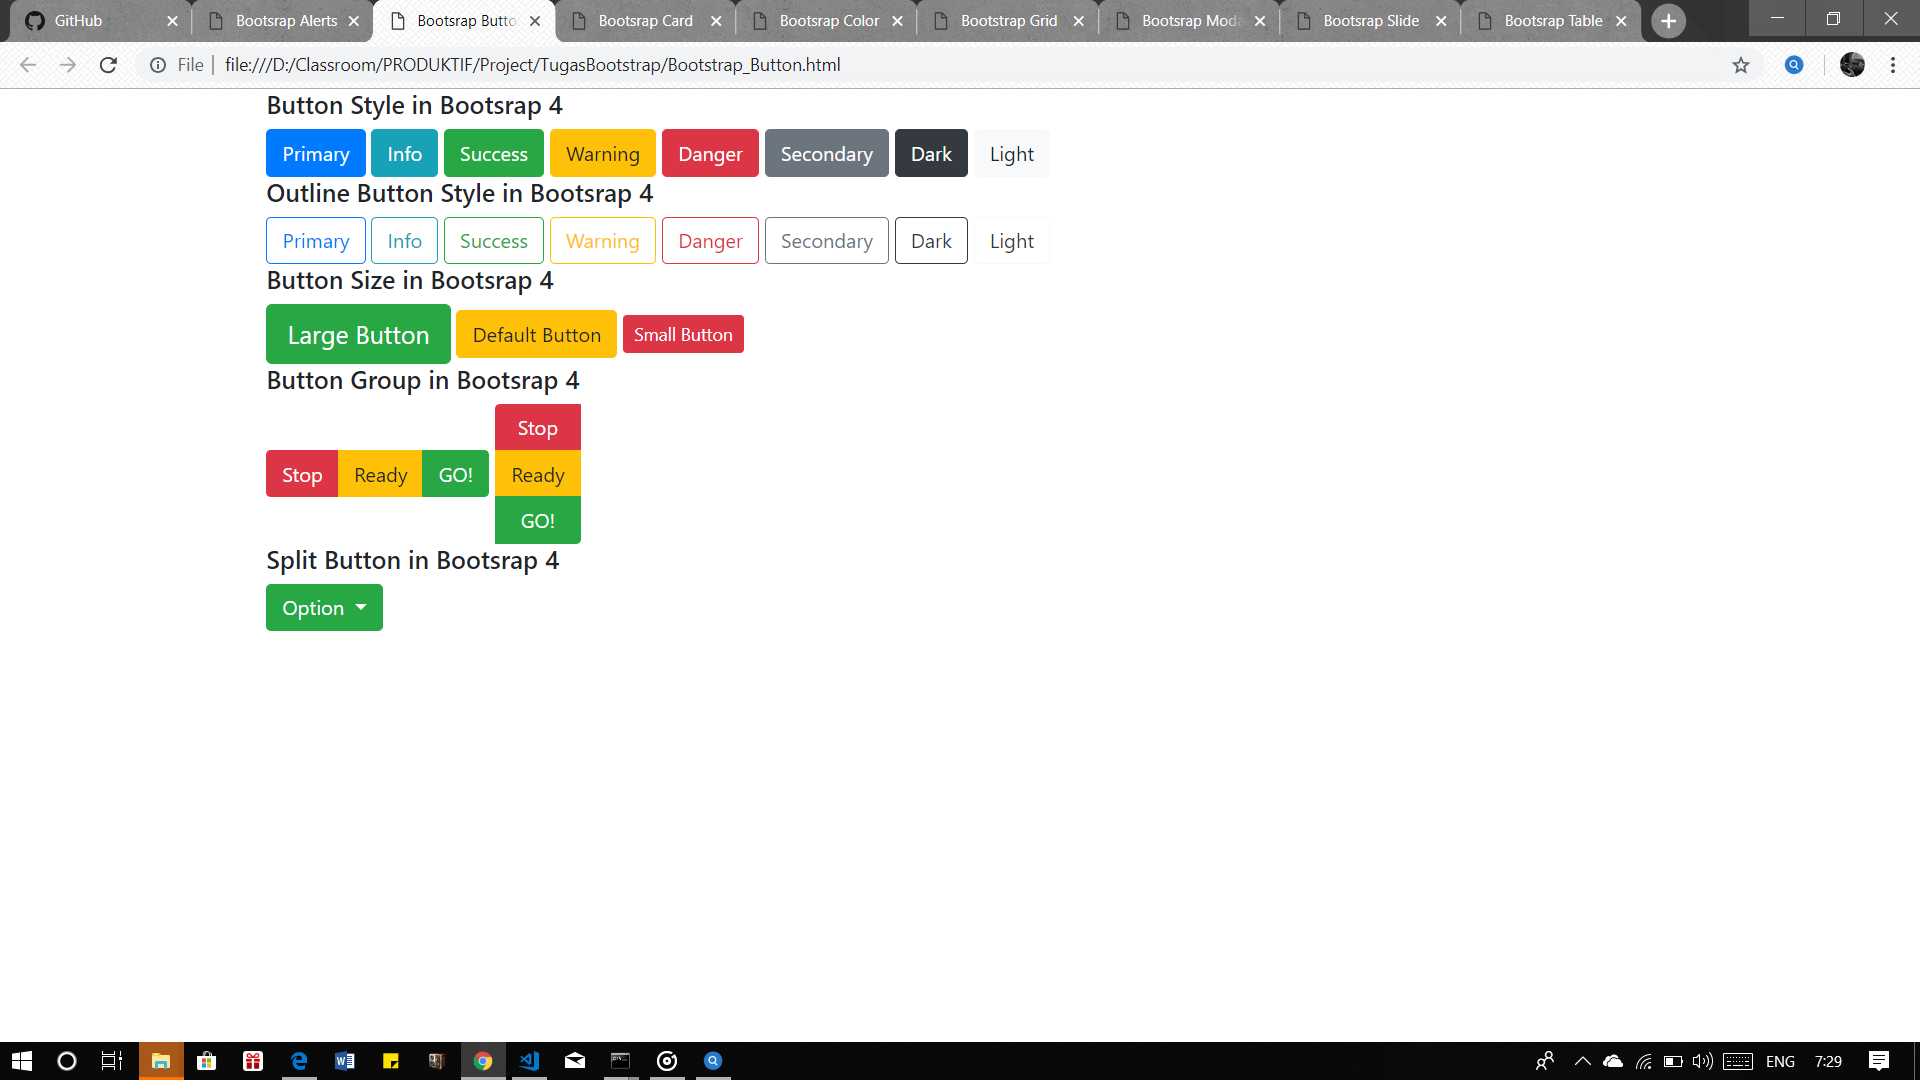 GitHub
Bootsrap Alerts
Bootsrap Butto
Bootsrap Card
Bootsrap Color
Bootstrap Grid
Bootsrap Moda
Bootsrap Slide
Bootsrap Table
File | file:///D:/Classroom/PRODUKTIF/Project/TugasBootstrap/Bootstrap_Button.html
Button Style in Bootsrap 4
Primary Info Success Warning Danger Secondary Dark Light
Outline Button Style in Bootsrap 4
Primary Info Success Warning Danger Secondary Dark Light
Button Size in Bootsrap 4
Large Button Default Button Small Button
Button Group in Bootsrap 4
Stop Ready GO!
Stop
Ready
GO!
Split Button in Bootsrap 4
Option
ENG 7:29